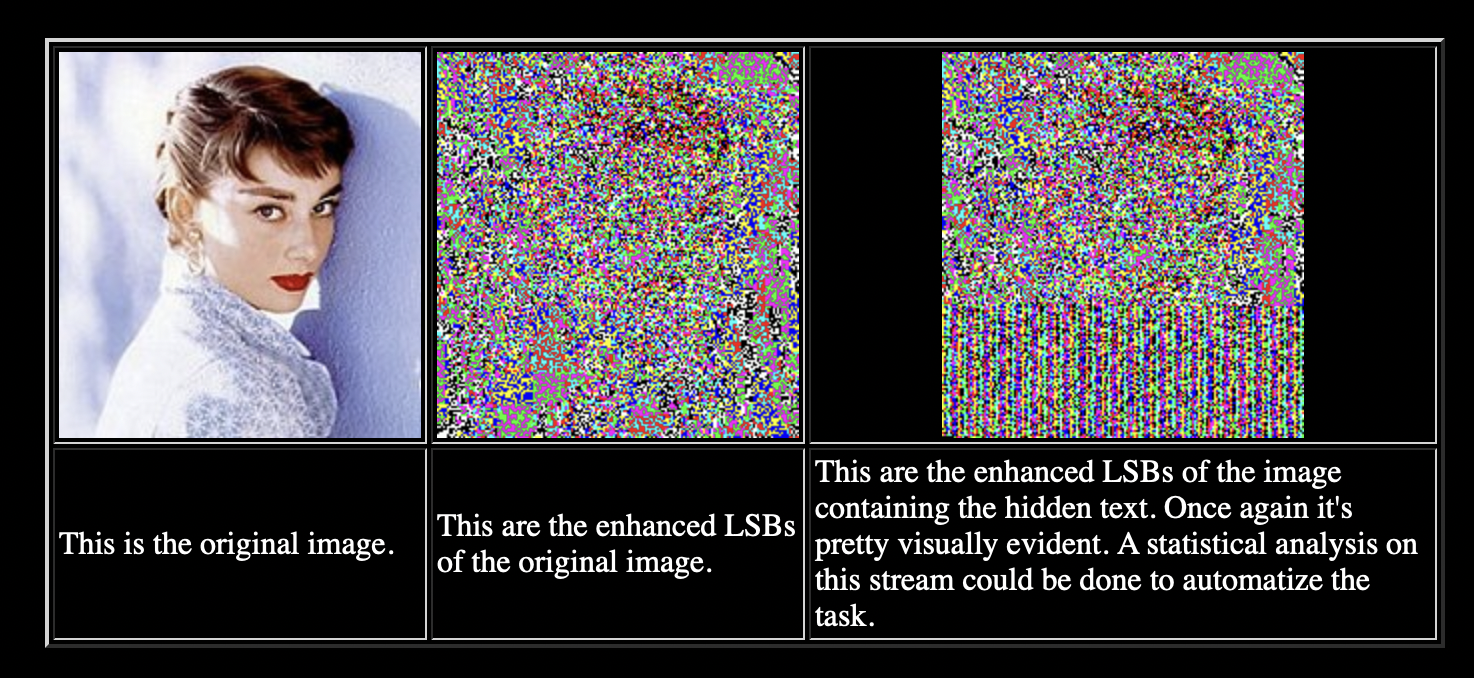 This is the original image.
This are the enhanced LSBs
of the original image.
This are the enhanced LSBs of the image
containing the hidden text. Once again it's
pretty visually evident. A statistical analysis on
this stream could be done to automatize the
task.